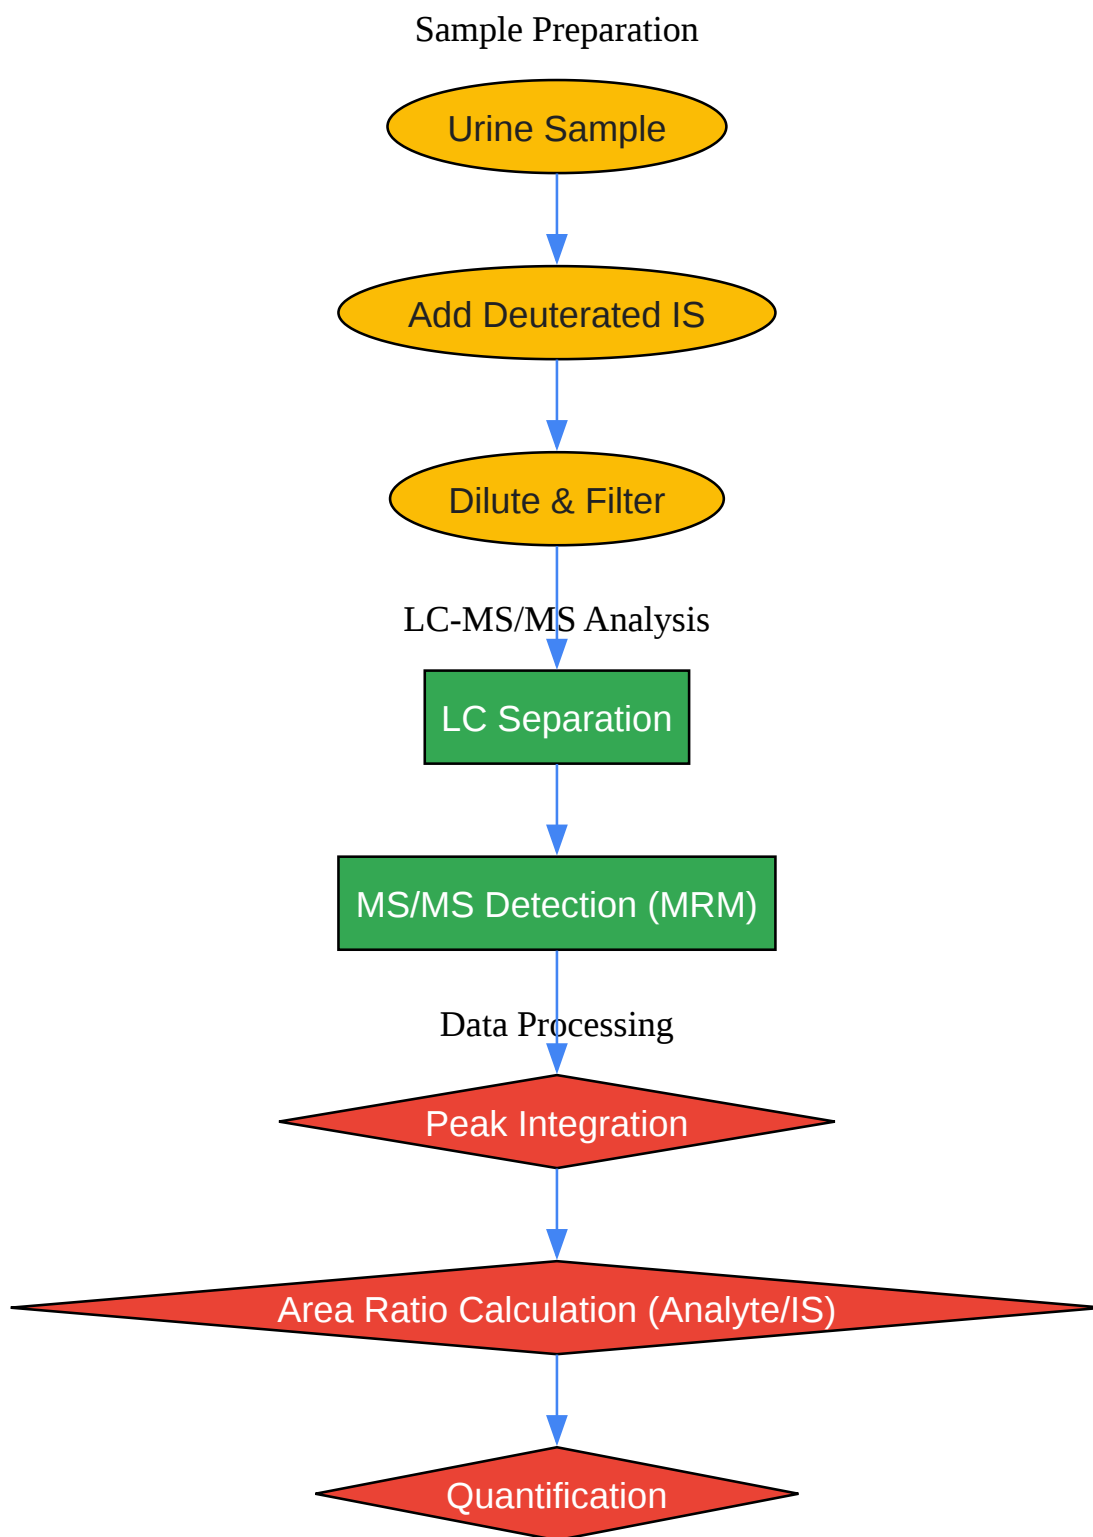 Sample Preparation
Urine Sample
Add Deuterated IS
Dilute & Filter
LC-MS/MS Analysis
LC Separation
MS/MS Detection (MRM)
Data Processing
Peak Integration
Area Ratio Calculation (Analyte/IS)
Quantification